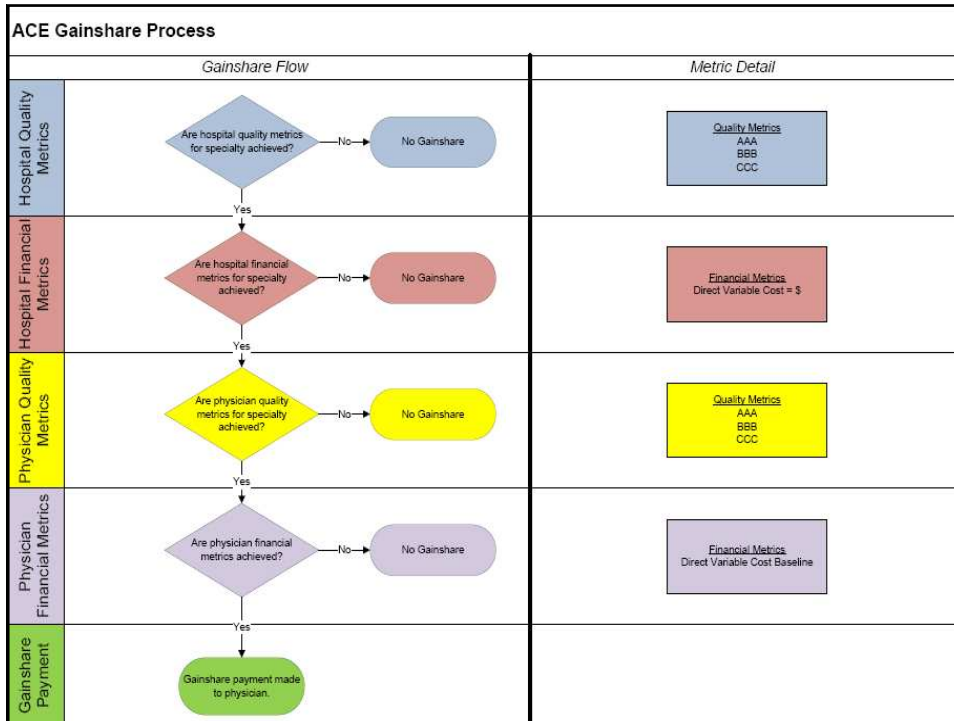 ACE Gainshare Process
Gainshare Flow
Metric Detail
Hospital Quality
Metrics
Are hospital quality metrics
for specialty achieved?
No
No Gainshare
Quality Metrics
AAA
BBB
CCC
Yes
Hospital Financial
Metrics
Are hospital financial
metrics for specialty
achieved?
No
No Gainshare
Financial Metrics
Direct Variable Cost = $
Yes
Physician Quality
Metrics
Are physician quality
metrics for specialty
achieved?
No
No Gainshare
Quality Metrics
AAA
BBB
CCC
Yes
Physician
Financial Metrics
Are physician financial
metrics achieved?
No
No Gainshare
Financial Metrics
Direct Variable Cost Baseline
Yes
Gainshare
Payment
Gainshare payment made
to physician.